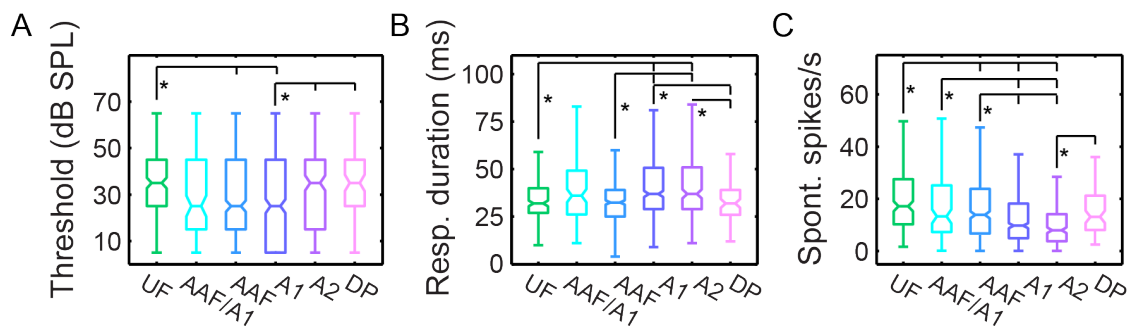 A
Threshold (dB SPL)
70
50
30
10
*
*
UF
AAF/A1
AAF
A1
A2
DP
B
Resp. duration (ms)
100
75
50
25
0
*
*
*
*
UF
AAF/A1
AAF
A1
A2
DP
C
Spont. spikes/s
60
40
20
0
*
*
*
*
UF
AAF/A1
AAF
A1
A2
DP